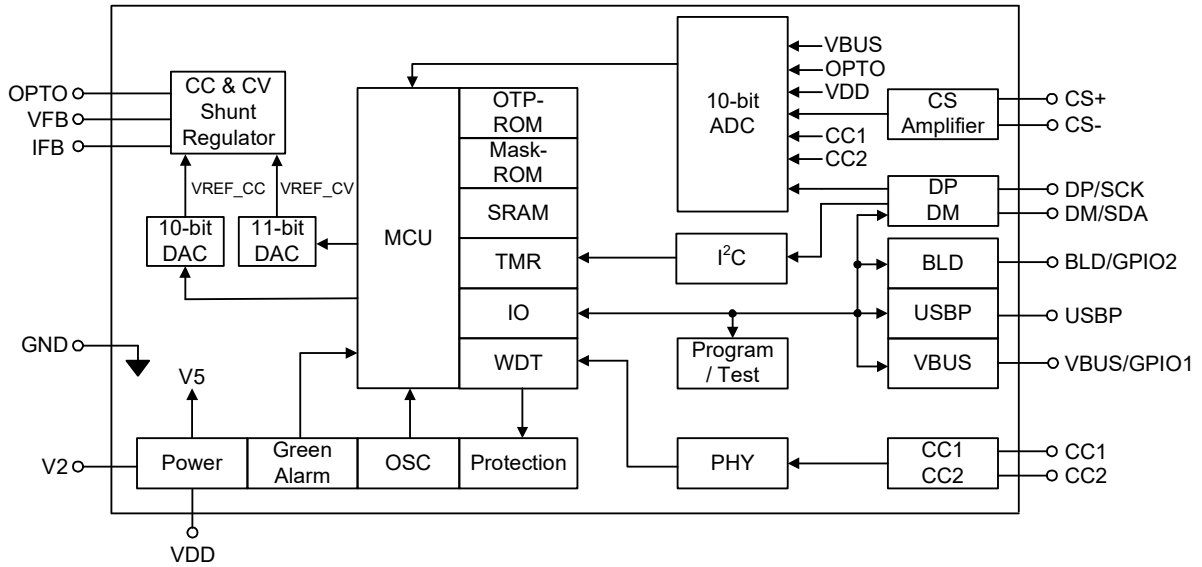 OPTO
VFB
IFB
CC & CV
Shunt
Regulator
VREF_CC
VREF_CV
10-bit
DAC
11-bit
DAC
GND
V5
V2
Power
VDD
Green
Alarm
OSC
Protection
MCU
OTP-
ROM
Mask-
ROM
SRAM
TMR
IO
WDT
10-bit
ADC
VBUS
OPTO
VDD
CC1
CC2
I²C
Program
/ Test
PHY
CS
Amplifier
DP
DM
BLD
USBP
VBUS
CC1
CC2
CS+
CS-
DP/SCK
DM/SDA
BLD/GPIO2
USBP
VBUS/GPIO1
CC1
CC2